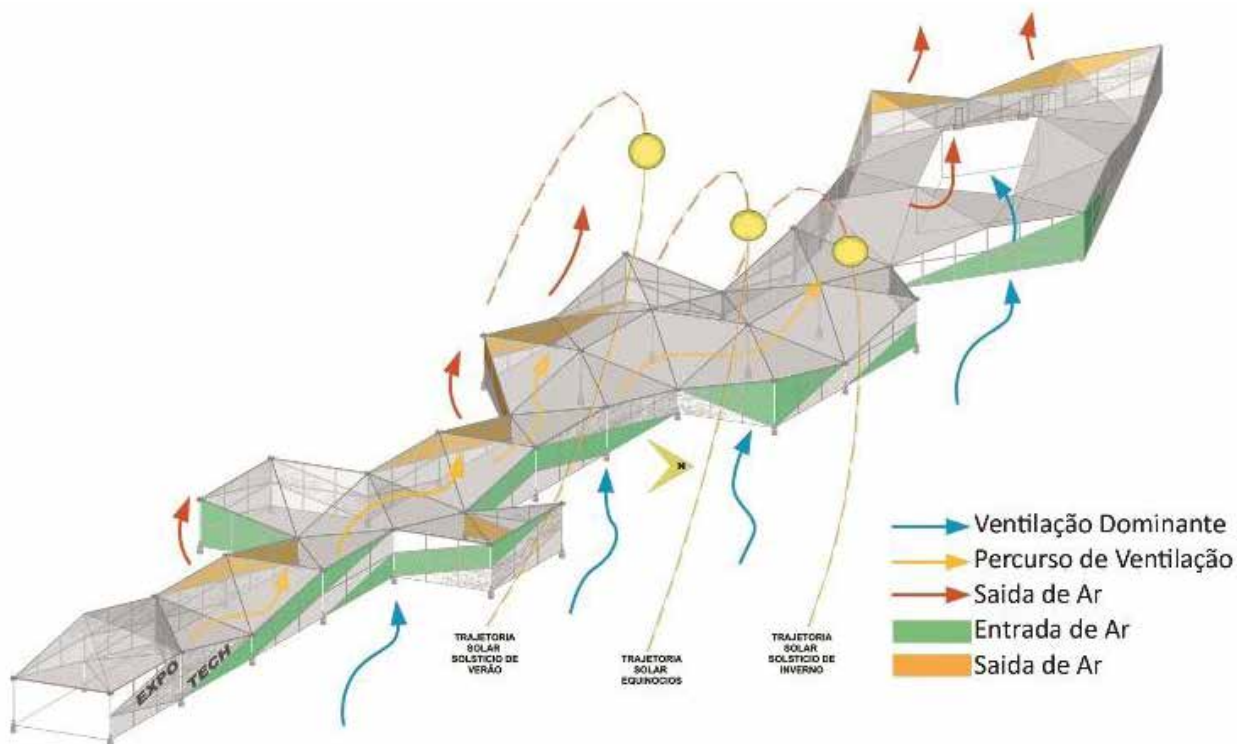 EXPO
TECH
N
TRAJETORIA
SOLAR
SOLSTICIO DE
VERÃO
TRAJETORIA
SOLAR
EQUINOCIOS
TRAJETORIA
SOLAR
SOLSTICIO DE
INVERNO
Ventilação Dominante
Percurso de Ventilação
Saida de Ar
Entrada de Ar
Saida de Ar